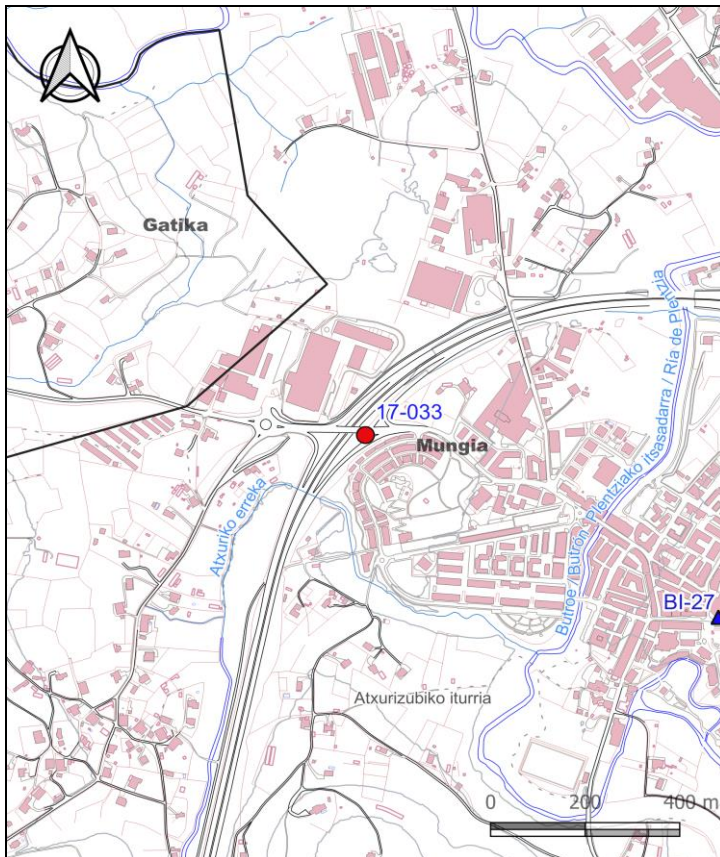 Gatika
17-033
Mungia
Atxuriko erreka
Butroe / Butrón- Plentziako itsasadarra / Ría de Plentzia
BI-27
Atxurizubiko iturria
0 200 400 m